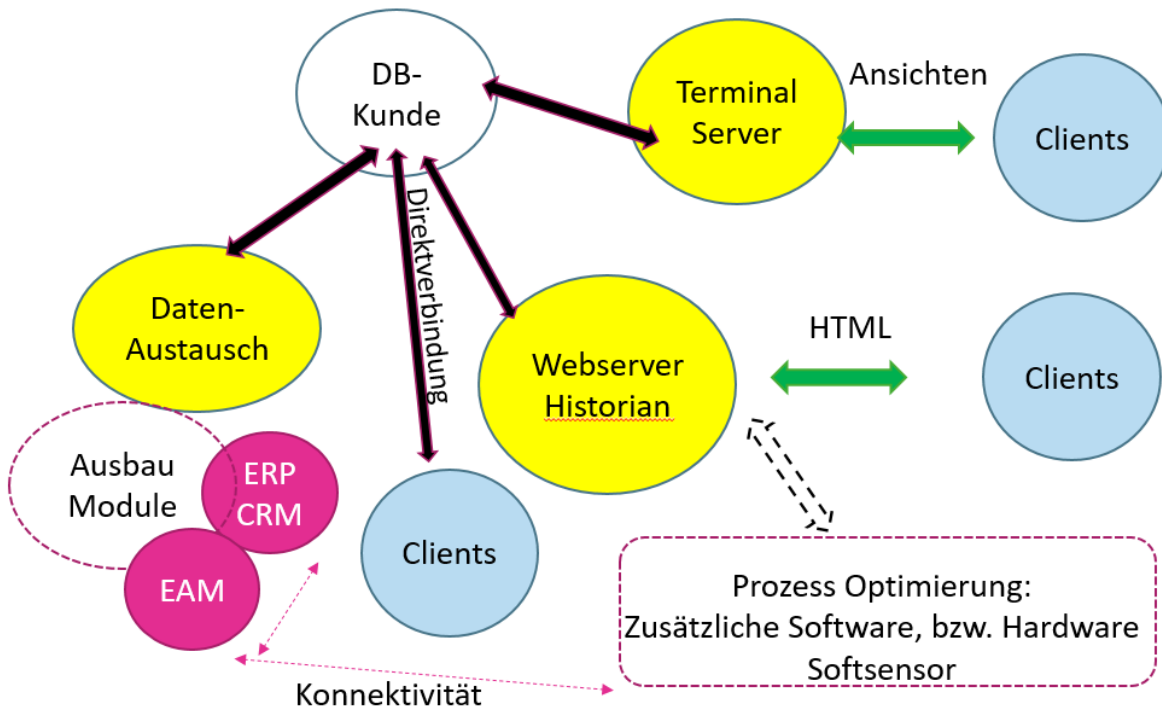 DB-
Kunde
Terminal
Server
Ansichten
Clients
Direktverbindung
Daten-
Austausch
Webserver
Historian
HTML
Clients
Ausbau
Module
ERP
CRM
EAM
Clients
Prozess Optimierung:
Zusätzliche Software, bzw. Hardware
Softsensor
Konnektivität